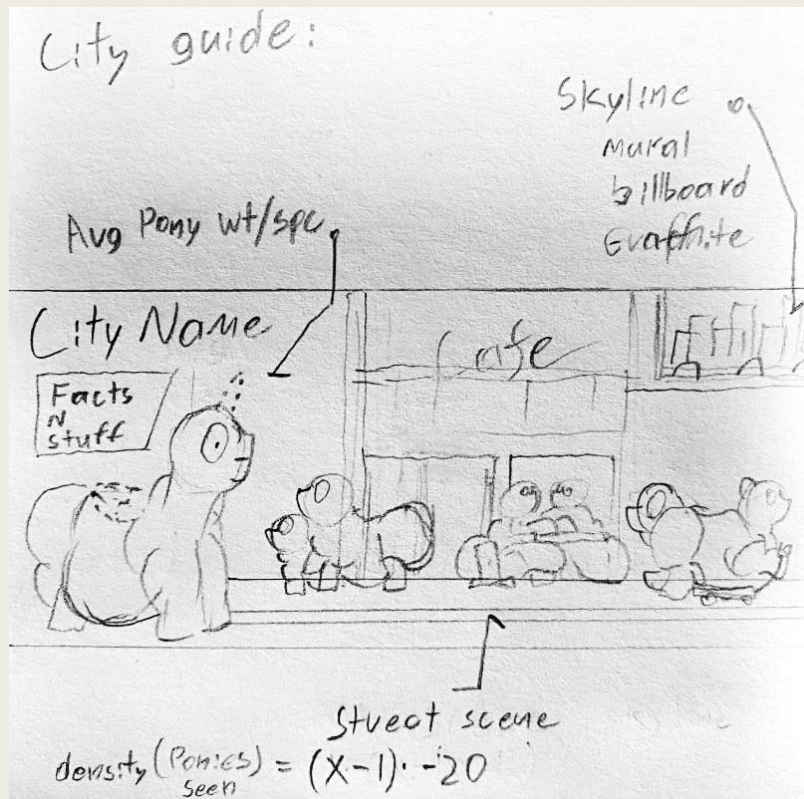 City guide:
Skyline
mural
billboard
Graffite
Avg Pony wt/spc
City Name
Facts
N
stuff
Cafe
Street scene
density (Ponies seen) = (X-1)·-20